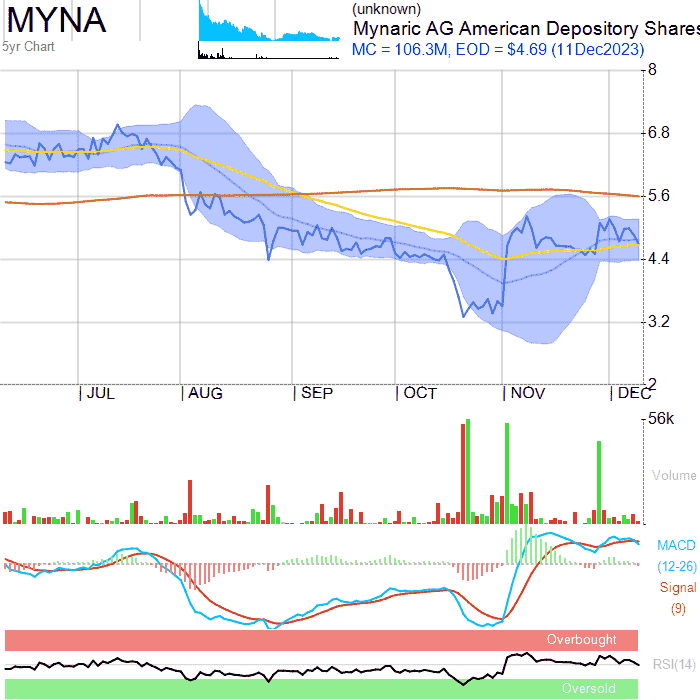 MYNA
5yr Chart
(unknown)
Mynaric AG American Depository Shares
MC = 106.3M, EOD = $4.69 (11Dec2023)
8
6.8
5.6
4.4
3.2
2
JUL AUG SEP OCT NOV DEC
56k
Volume
MACD
(12-26)
Signal
(9)
Overbought
RSI(14)
Oversold